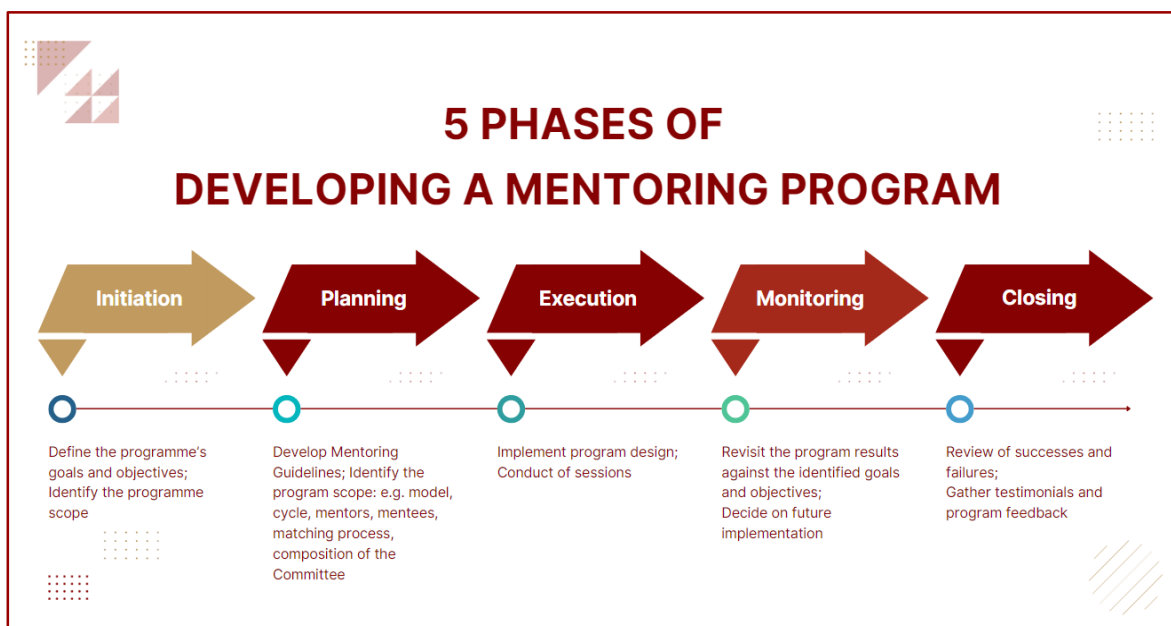 5 PHASES OF
DEVELOPING A MENTORING PROGRAM
Initiation
Planning
Execution
Monitoring
Closing
Define the programme's
goals and objectives;
Identify the programme
scope
Develop Mentoring
Guidelines; Identify the
program scope: e.g. model,
cycle, mentors, mentees,
matching process,
composition of the
Committee
Implement program design;
Conduct of sessions
Revisit the program results
against the identified goals
and objectives;
Decide on future
implementation
Review of successes and
failures;
Gather testimonials and
program feedback